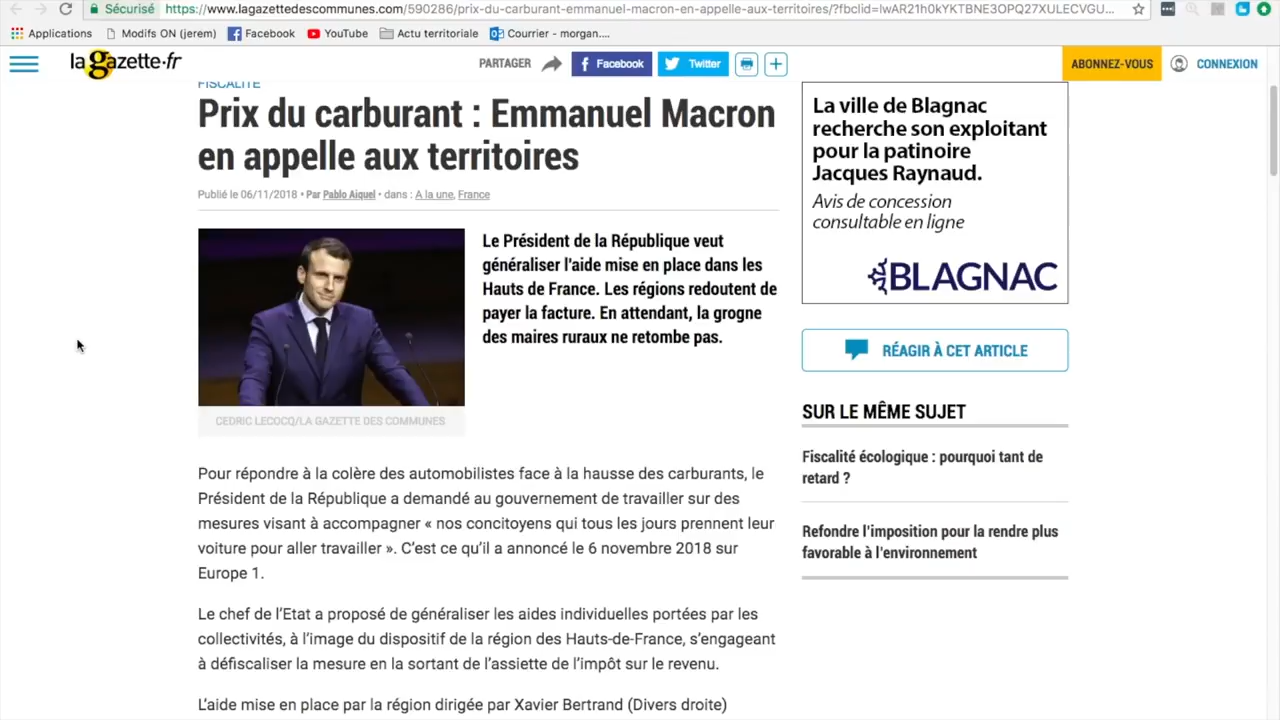 Sécurisé https://www.lagazettedescommunes.com/590286/prix-du-carburant-emmanuel-macron-en-appelle-aux-territoires/?fbclid=IwAR21h0kYKTBNE3OPQ27XULECVGU...
Applications Modifs ON (jerem) Facebook YouTube Actu territoriale Courrier - morgan....
la gazette·fr PARTAGER Facebook Twitter ABONNEZ-VOUS CONNEXION
FISCALITÉ
Prix du carburant : Emmanuel Macron
en appelle aux territoires
Publié le 06/11/2018 • Par Pablo Aiquel • dans : A la une, France
Le Président de la République veut
généraliser l'aide mise en place dans les
Hauts de France. Les régions redoutent de
payer la facture. En attendant, la grogne
des maires ruraux ne retombe pas.
CEDRIC LECOCQ/LA GAZETTE DES COMMUNES
Pour répondre à la colère des automobilistes face à la hausse des carburants, le
Président de la République a demandé au gouvernement de travailler sur des
mesures visant à accompagner « nos concitoyens qui tous les jours prennent leur
voiture pour aller travailler ». C'est ce qu'il a annoncé le 6 novembre 2018 sur
Europe 1.
Le chef de l'Etat a proposé de généraliser les aides individuelles portées par les
collectivités, à l'image du dispositif de la région des Hauts-de-France, s'engageant
à défiscaliser la mesure en la sortant de l'assiette de l'impôt sur le revenu.
L'aide mise en place par la région dirigée par Xavier Bertrand (Divers droite)
La ville de Blagnac
recherche son exploitant
pour la patinoire
Jacques Raynaud.
Avis de concession
consultable en ligne
BLAGNAC
RÉAGIR À CET ARTICLE
SUR LE MÊME SUJET
Fiscalité écologique : pourquoi tant de
retard ?
Refondre l'imposition pour la rendre plus
favorable à l'environnement